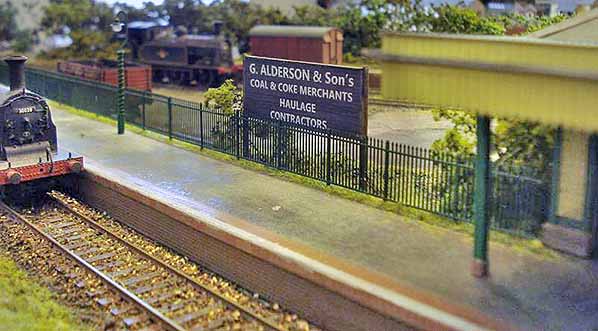 G. ALDERSON & Son's
COAL & COKE MERCHANTS
HAULAGE
CONTRACTORS